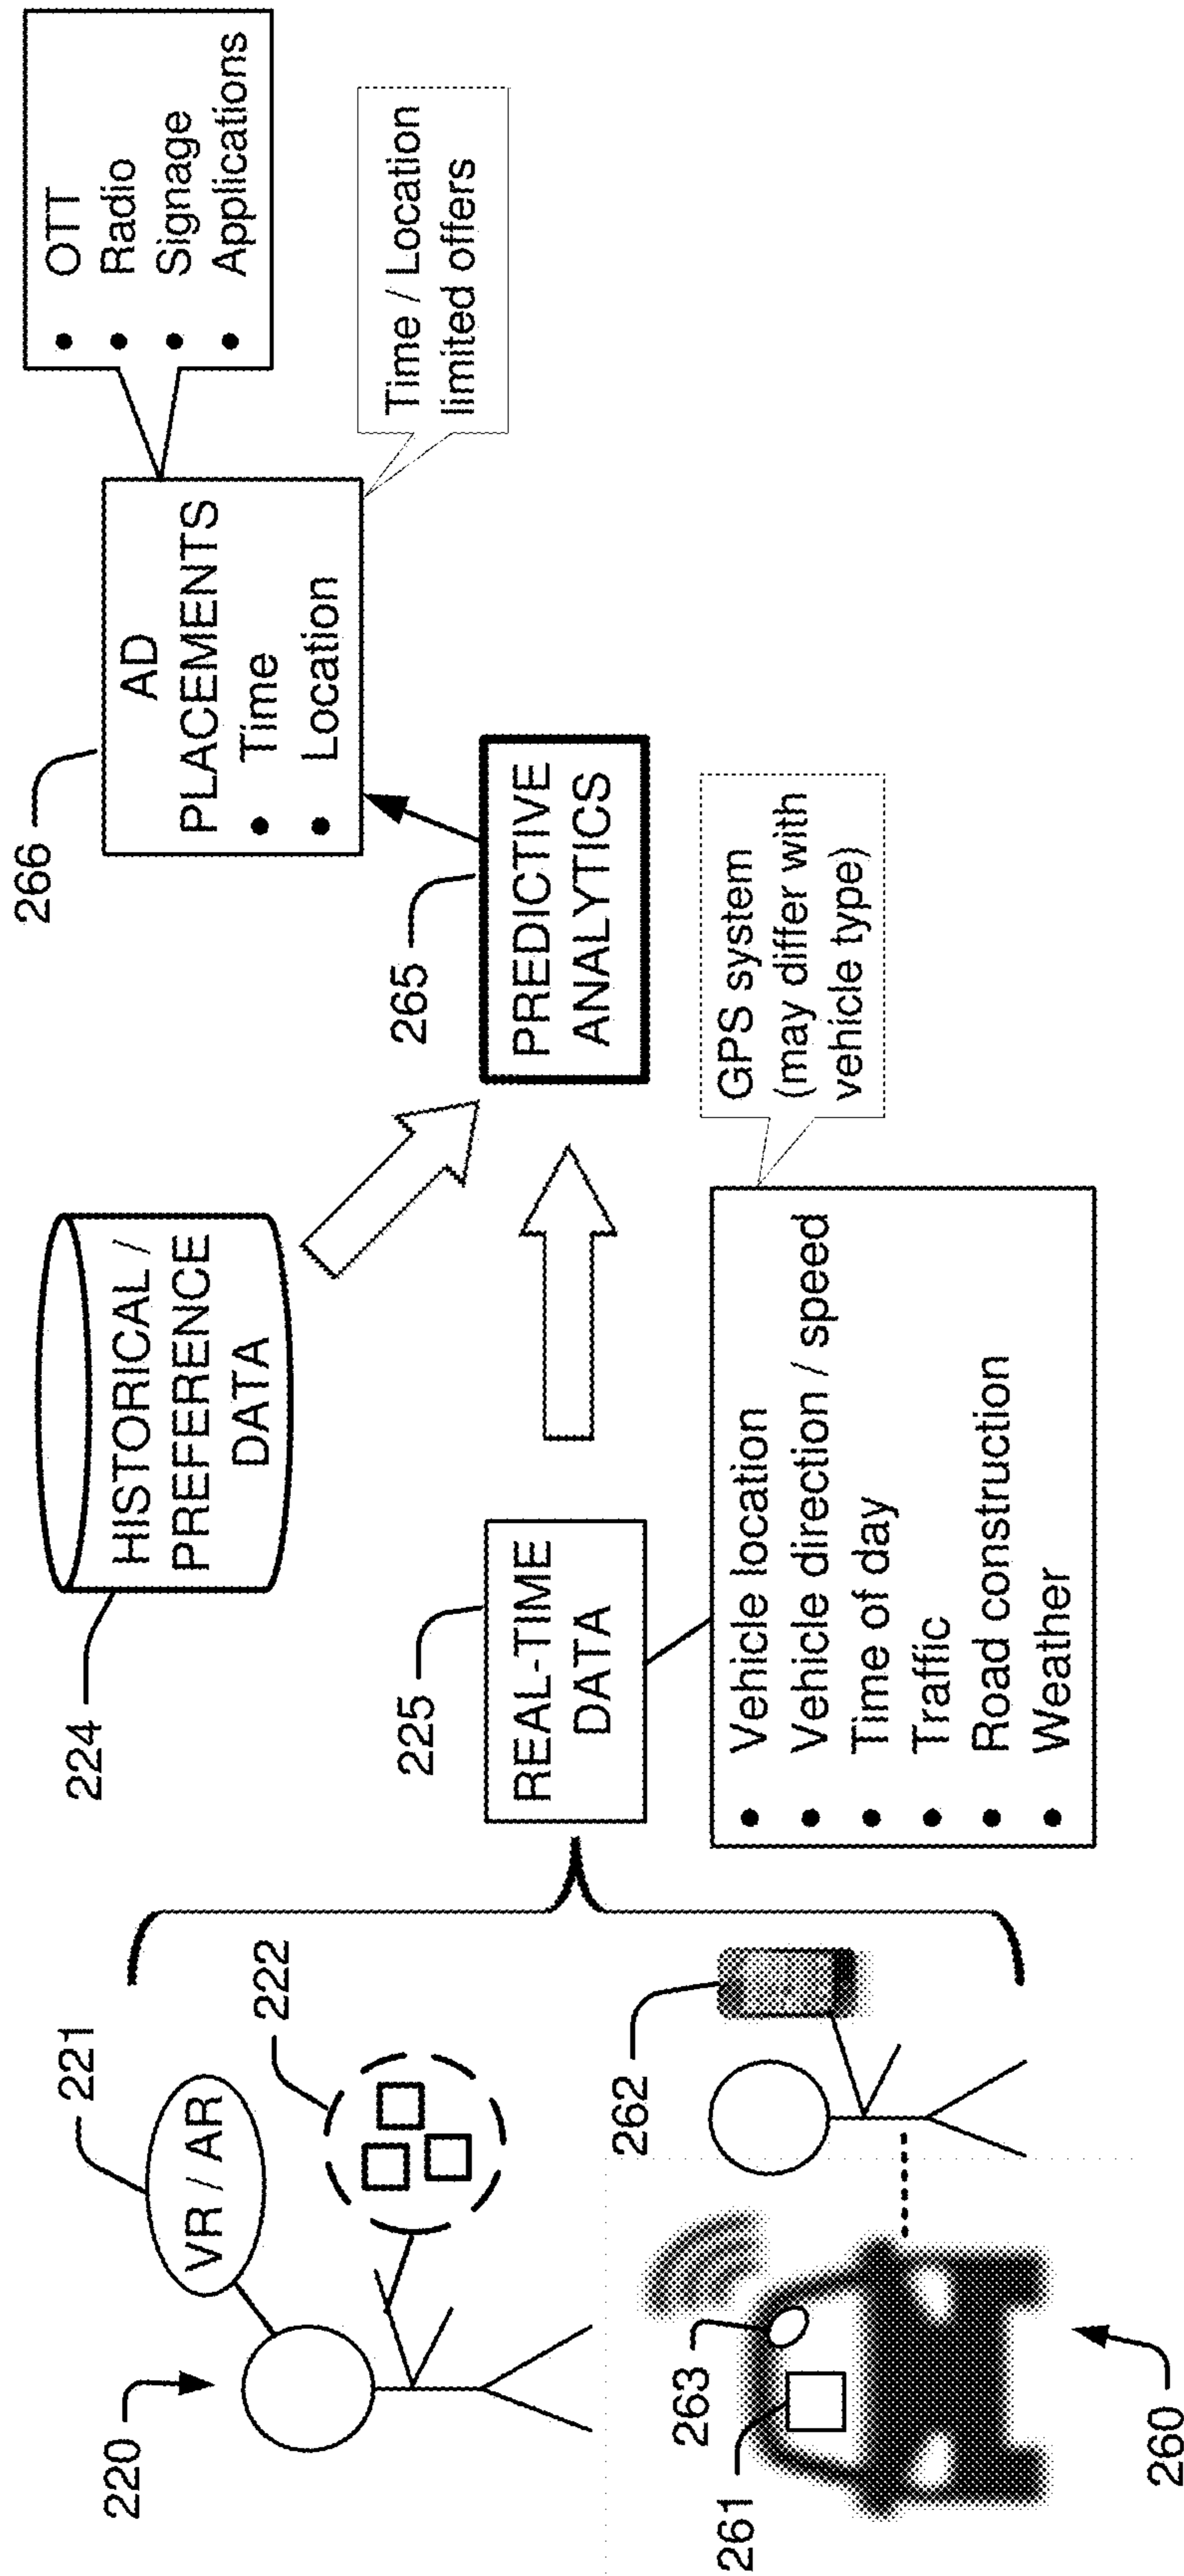 220
221
VR / AR
222
260
261
263
262
224
HISTORICAL /
PREFERENCE
DATA
225
REAL-TIME
DATA
• Vehicle location
• Vehicle direction / speed
• Time of day
• Traffic
• Road construction
• Weather
GPS system
(may differ with
vehicle type)
265
PREDICTIVE
ANALYTICS
266
AD
PLACEMENTS
• Time
• Location
• OTT
• Radio
• Signage
• Applications
Time / Location
limited offers